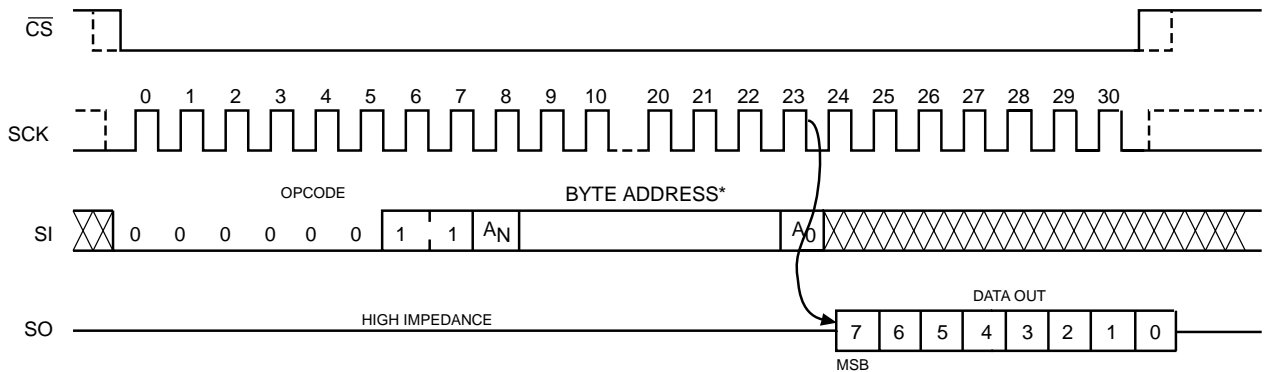 CS
0 1 2 3 4 5 6 7 8 9 10 20 21 22 23 24 25 26 27 28 29 30
SCK
OPCODE BYTE ADDRESS*
SI 0 0 0 0 0 0 1 1 AN A0
DATA OUT
SO HIGH IMPEDANCE 7 6 5 4 3 2 1 0
MSB